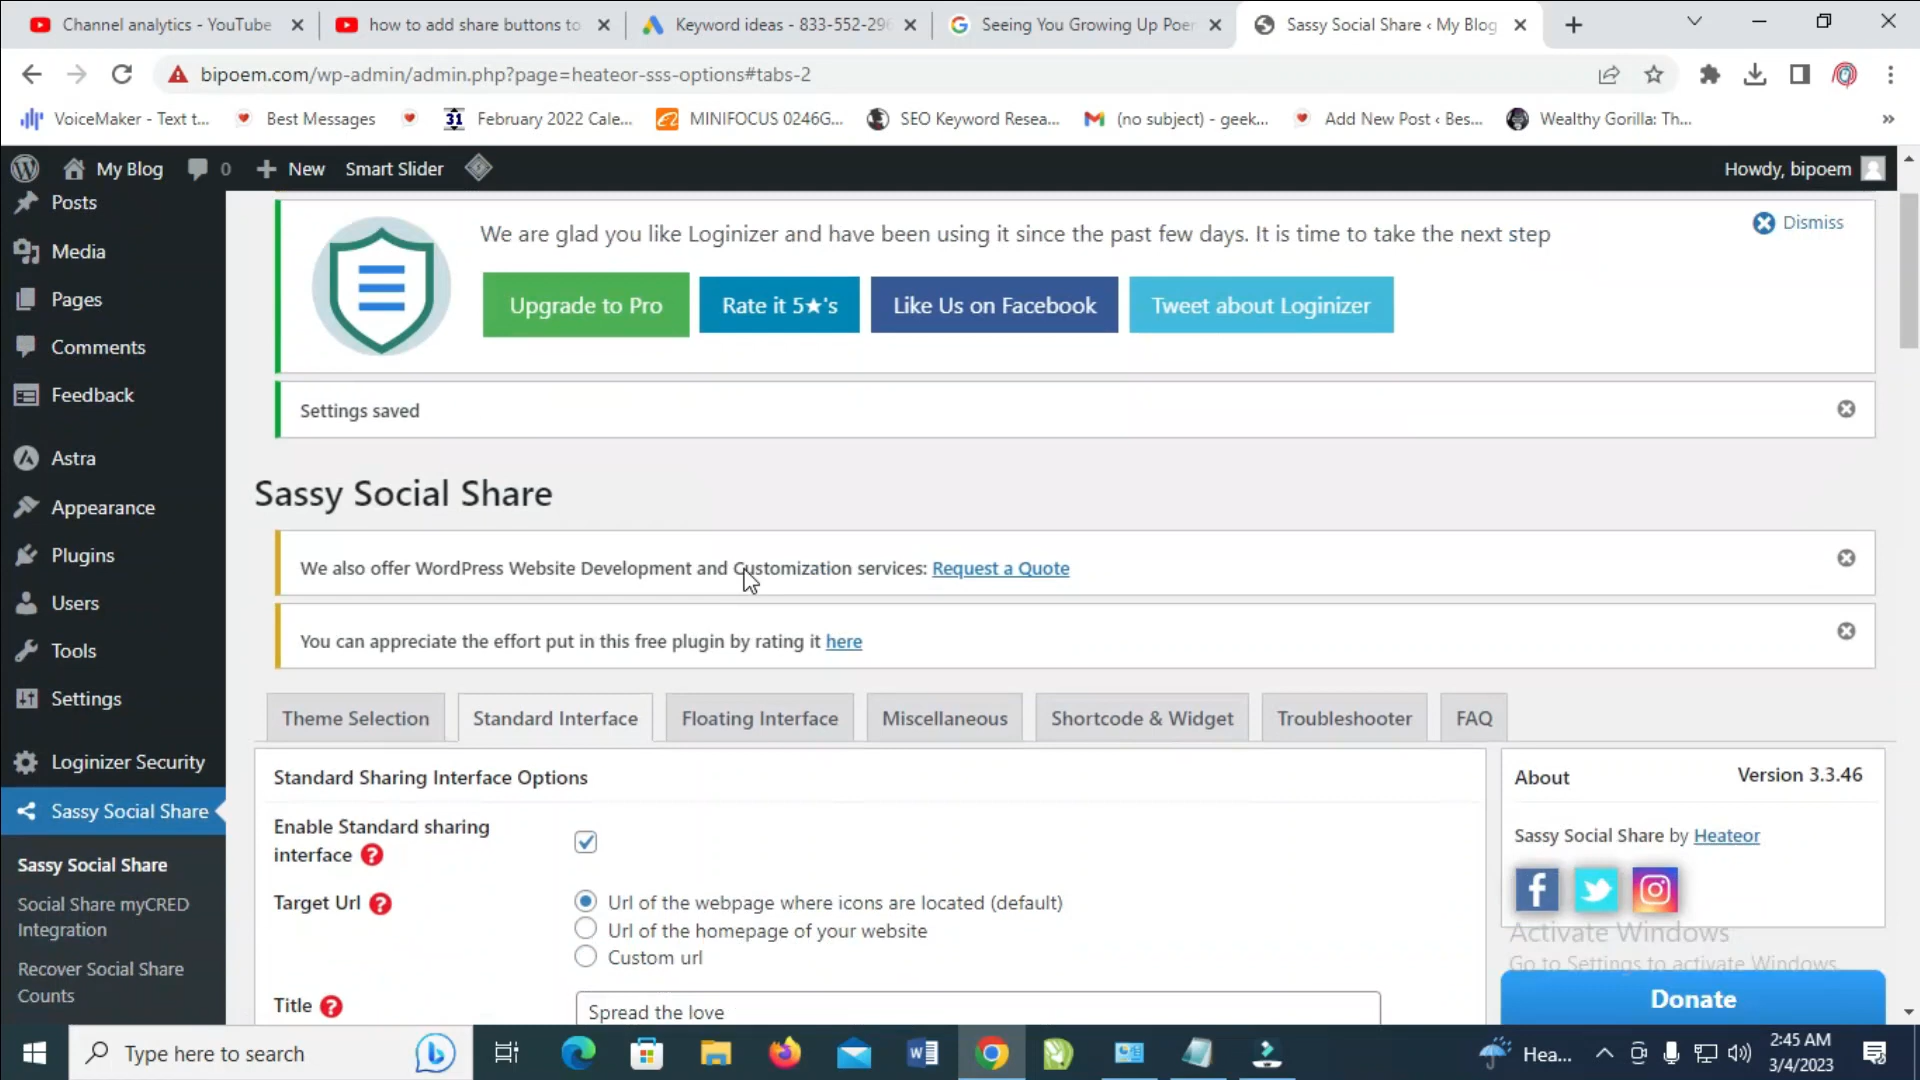 Channel analytics - YouTube
how to add share buttons to
Keyword ideas - 833-552-296
Seeing You Growing Up Poe
Sassy Social Share ‹ My Blog
bipoem.com/wp-admin/admin.php?page=heateor-sss-options#tabs-2
VoiceMaker - Text t...
Best Messages
31
February 2022 Cale...
MINIFOCUS 0246G...
SEO Keyword Resea...
(no subject) - geek...
Add New Post ‹ Bes...
Wealthy Gorilla: Th...
»
My Blog
0
New
Smart Slider
Howdy, bipoem
Posts
Media
Pages
Comments
Feedback
Astra
Appearance
Plugins
Users
Tools
Settings
Loginizer Security
Sassy Social Share
Sassy Social Share
Social Share myCRED
Integration
Recover Social Share
Counts
We are glad you like Loginizer and have been using it since the past few days. It is time to take the next step
Dismiss
Upgrade to Pro
Rate it 5★'s
Like Us on Facebook
Tweet about Loginizer
Settings saved
Sassy Social Share
We also offer WordPress Website Development and Customization services: Request a Quote
You can appreciate the effort put in this free plugin by rating it here
Theme Selection
Standard Interface
Floating Interface
Miscellaneous
Shortcode & Widget
Troubleshooter
FAQ
Standard Sharing Interface Options
Enable Standard sharing
interface ?
Target Url ?
Url of the webpage where icons are located (default)
Url of the homepage of your website
Custom url
Title ?
Spread the love
About
Version 3.3.46
Sassy Social Share by Heateor
Activate Windows
Go to Settings to activate Windows.
Donate
Type here to search
Hea...
2:45 AM
3/4/2023